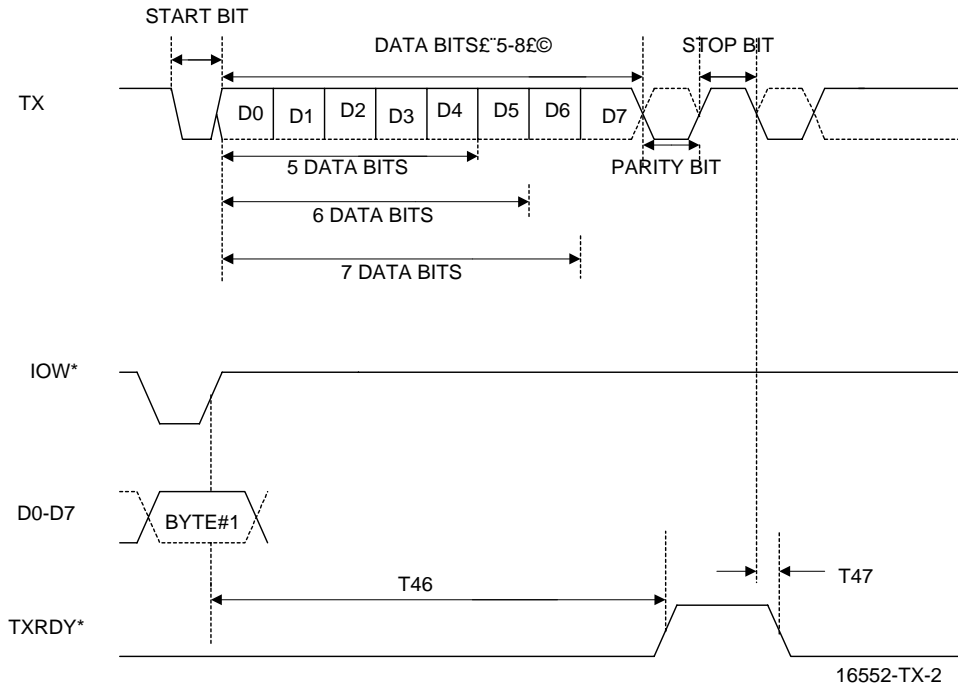 START BIT
DATA BITS£¨5-8£©
STOP BIT
TX
D0 D1 D2 D3 D4 D5 D6 D7
5 DATA BITS
PARITY BIT
6 DATA BITS
7 DATA BITS
IOW*
D0-D7
BYTE#1
T46
T47
TXRDY*
16552-TX-2